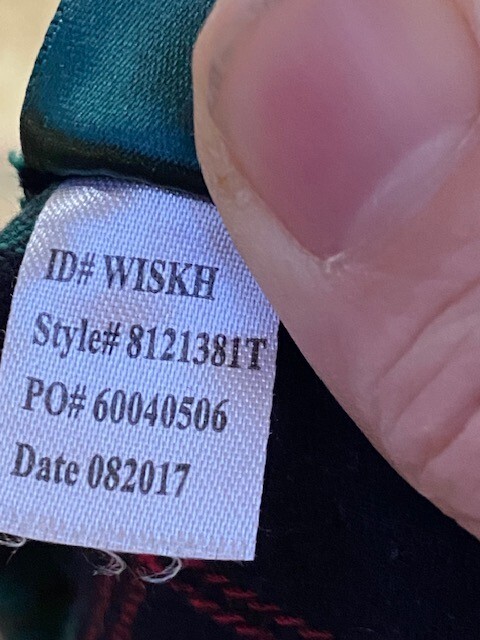 ID# WISKH
Style# 8121381T
PO# 60040506
Date 082017